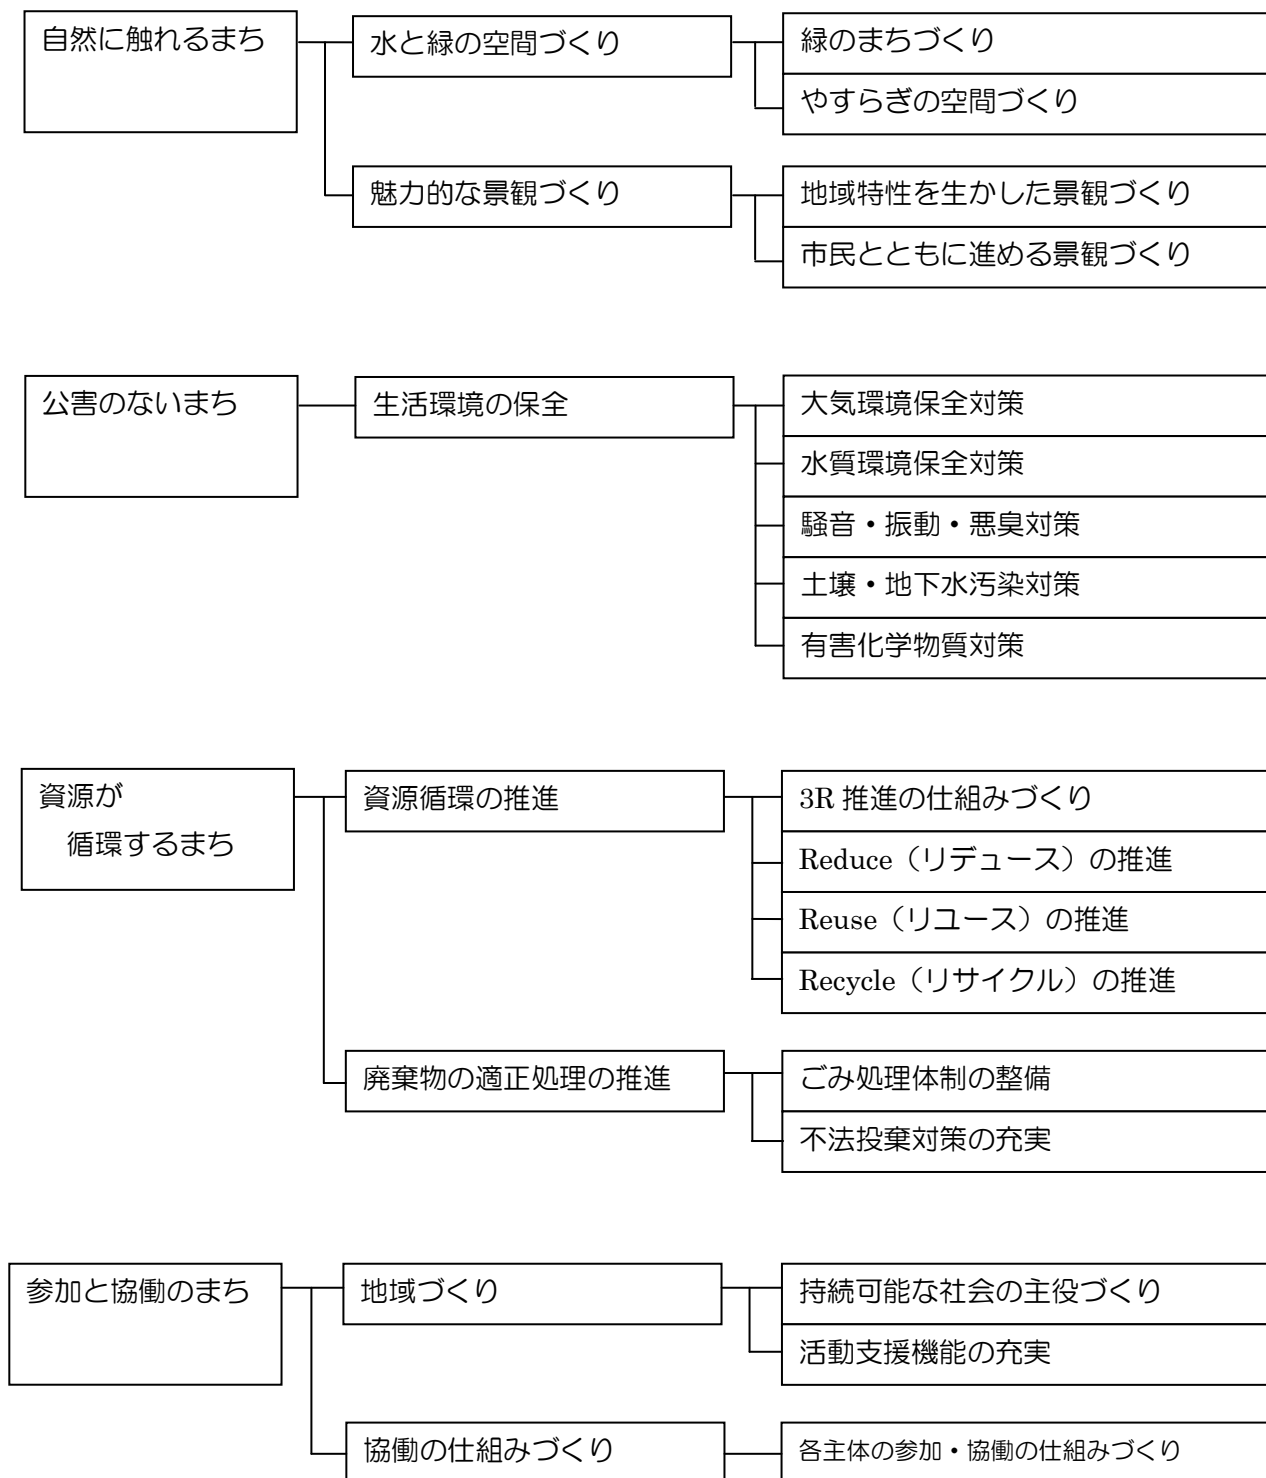 自然に触れるまち
水と緑の空間づくり
緑のまちづくり
やすらぎの空間づくり
魅力的な景観づくり
地域特性を生かした景観づくり
市民とともに進める景観づくり
公害のないまち
生活環境の保全
大気環境保全対策
水質環境保全対策
騒音・振動・悪臭対策
土壌・地下水汚染対策
有害化学物質対策
資源が
循環するまち
資源循環の推進
3R 推進の仕組みづくり
Reduce（リデュース）の推進
Reuse（リユース）の推進
Recycle（リサイクル）の推進
廃棄物の適正処理の推進
ごみ処理体制の整備
不法投棄対策の充実
参加と協働のまち
地域づくり
持続可能な社会の主役づくり
活動支援機能の充実
協働の仕組みづくり
各主体の参加・協働の仕組みづくり